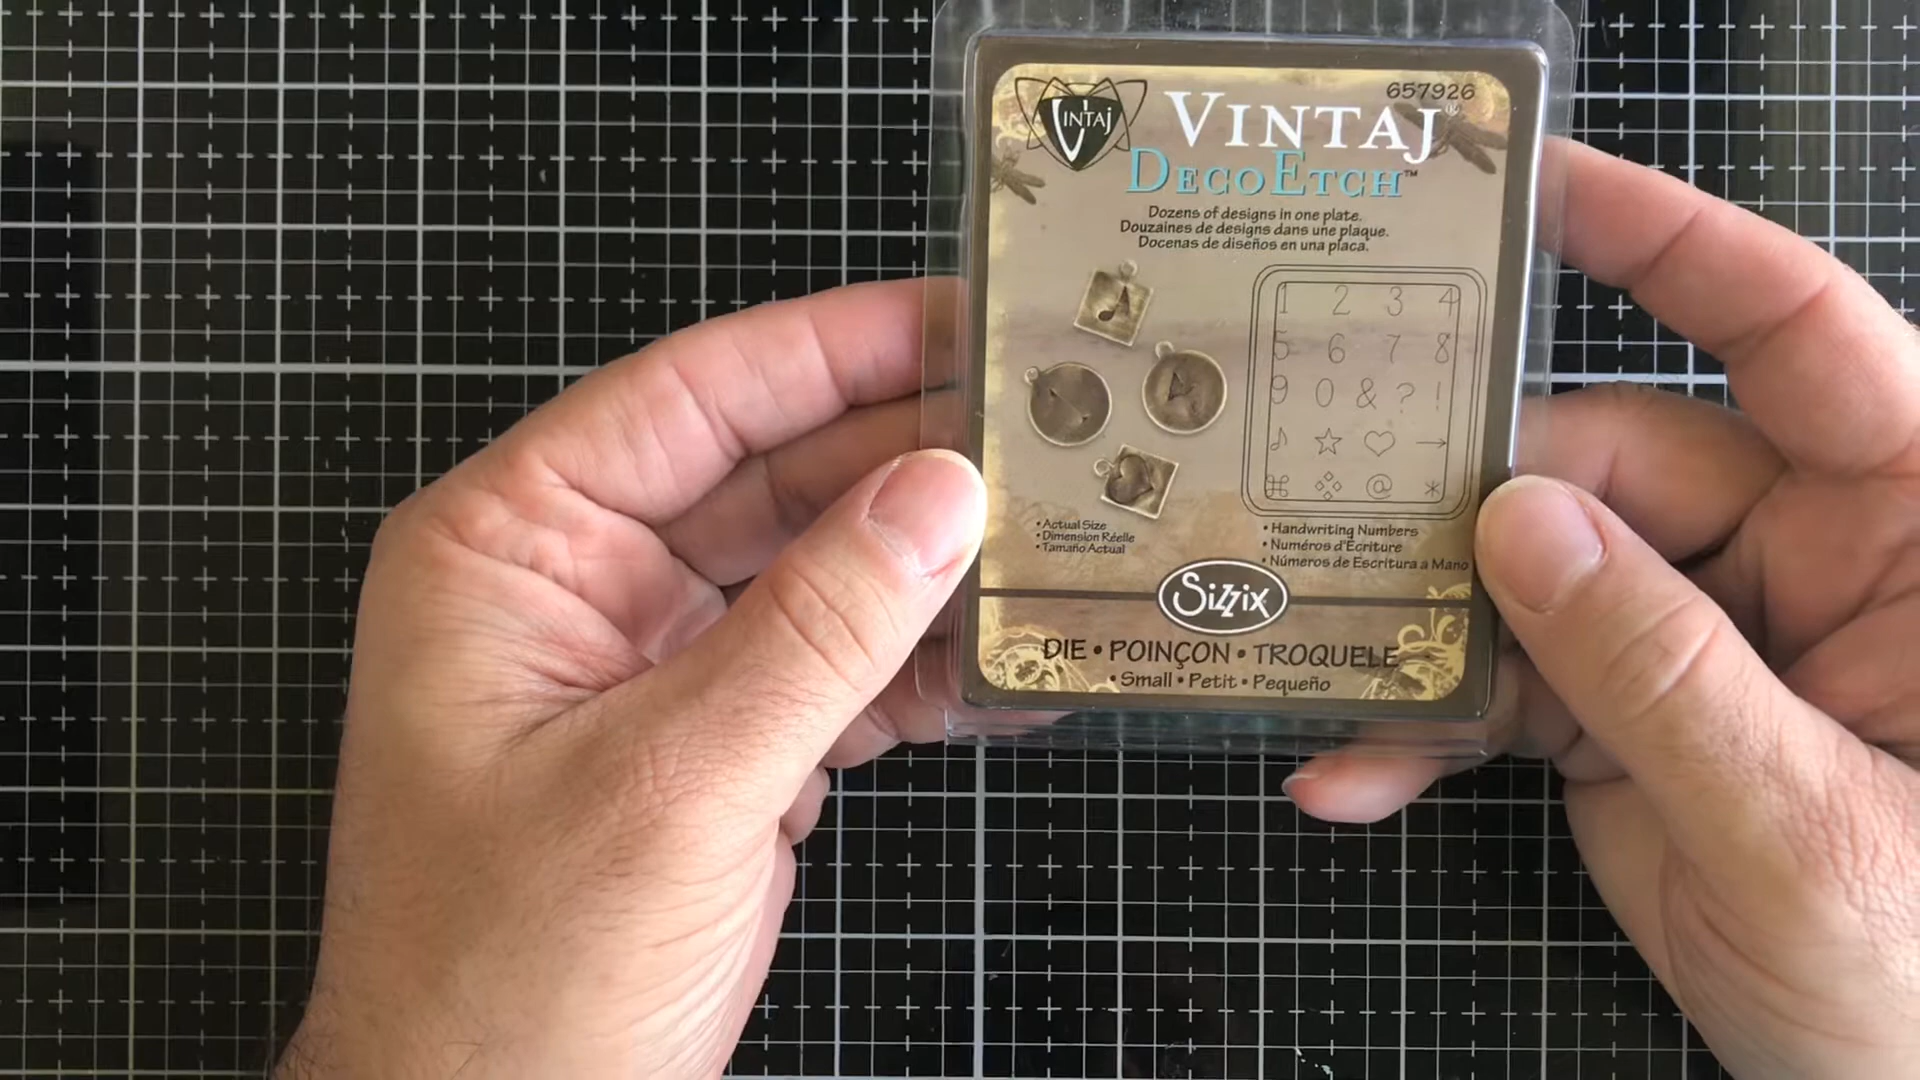 657926
VINTAJ
VINTAJ®
DECOETCH™
Dozens of designs in one plate.
Douzaines de designs dans une plaque.
Docenas de diseños en una placa.
1 2 3 4
5 6 7 8
9 0 & ? !
♪ ☆ ♡ →
⌘ @ *
• Actual Size
• Dimension Réelle
• Tamaño Actual
• Handwriting Numbers
• Numéros d'Écriture
• Números de Escritura a Mano
Sizzix
DIE • POINÇON • TROQUELE
• Small • Petit • Pequeño